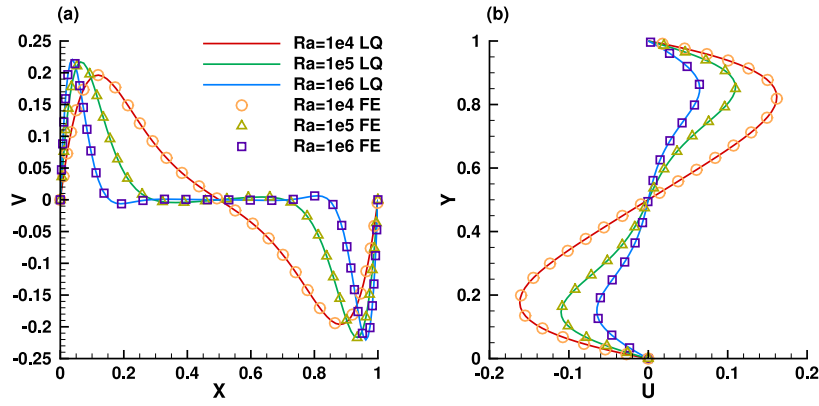 (a)
0.25
0.2
0.15
0.1
0.05
0
-0.05
-0.1
-0.15
-0.2
-0.25
V
0 0.2 0.4 0.6 0.8 1
X
Ra=1e4 LQ
Ra=1e5 LQ
Ra=1e6 LQ
Ra=1e4 FE
Ra=1e5 FE
Ra=1e6 FE
(b)
1
0.8
0.6
0.4
0.2
0
Y
-0.2 -0.1 0 0.1 0.2
U